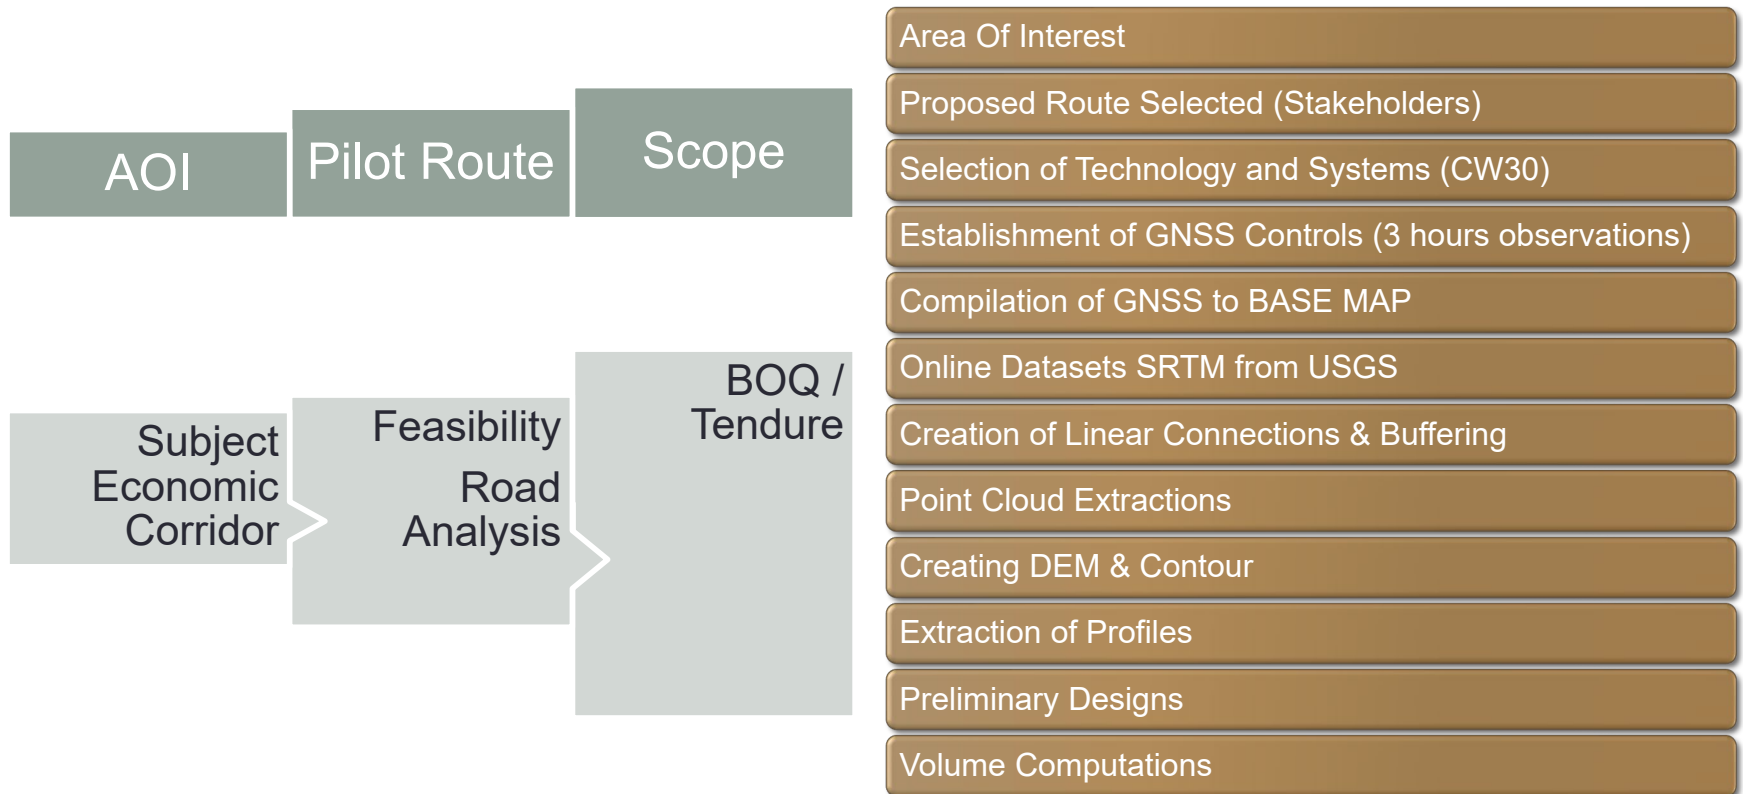 AOI
Pilot Route
Scope
Subject
Economic
Corridor
Feasibility
Road
Analysis
BOQ /
Tendure
Area Of Interest
Proposed Route Selected (Stakeholders)
Selection of Technology and Systems (CW30)
Establishment of GNSS Controls (3 hours observations)
Compilation of GNSS to BASE MAP
Online Datasets SRTM from USGS
Creation of Linear Connections & Buffering
Point Cloud Extractions
Creating DEM & Contour
Extraction of Profiles
Preliminary Designs
Volume Computations